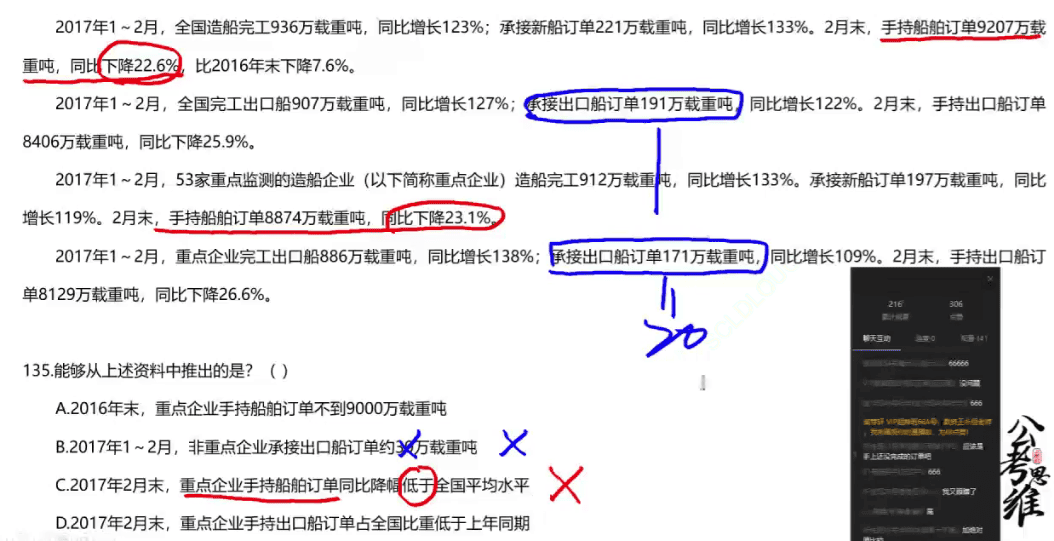 2017年1～2月，全国造船完工936万载重吨，同比增长123%；承接新船订单221万载重吨，同比增长133%。2月末，手持船舶订单9207万载
重吨，同比下降22.6%，比2016年末下降7.6%。
2017年1～2月，全国完工出口船907万载重吨，同比增长127%；承接出口船订单191万载重吨，同比增长122%。2月末，手持出口船订单
8406万载重吨，同比下降25.9%。
2017年1～2月，53家重点监测的造船企业（以下简称重点企业）造船完工912万载重吨，同比增长133%。承接新船订单197万载重吨，同比
增长119%。2月末，手持船舶订单8874万载重吨，同比下降23.1%。
2017年1～2月，重点企业完工出口船886万载重吨，同比增长138%；承接出口船订单171万载重吨，同比增长109%。2月末，手持出口船订
单8129万载重吨，同比下降26.6%。
20
135.能够从上述资料中推出的是？（ ）
A.2016年末，重点企业手持船舶订单不到9000万载重吨
B.2017年1～2月，非重点企业承接出口船订单约30万载重吨
C.2017年2月末，重点企业手持船舶订单同比降幅低于全国平均水平
D.2017年2月末，重点企业手持出口船订单占全国比重低于上年同期
216 306
聊天互动
66666
没问题
666
应该是
手上还没完成的订单吧
666
我又跟瞎了
是
公考思维